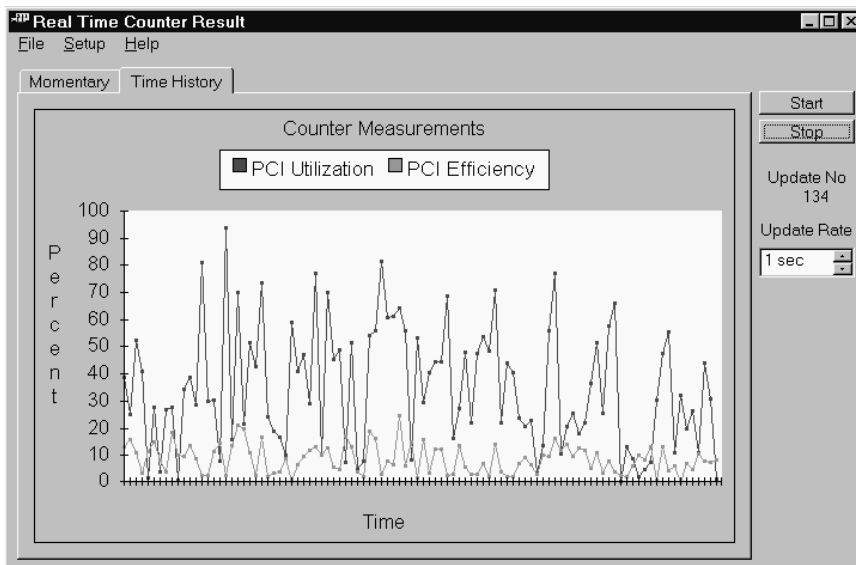 Real Time Counter Result
File Setup Help
Momentary Time History
Counter Measurements
PCI Utilization PCI Efficiency
Percent
100
90
80
70
60
50
40
30
20
10
0
Time
Start
Stop
Update No
134
Update Rate
1 sec